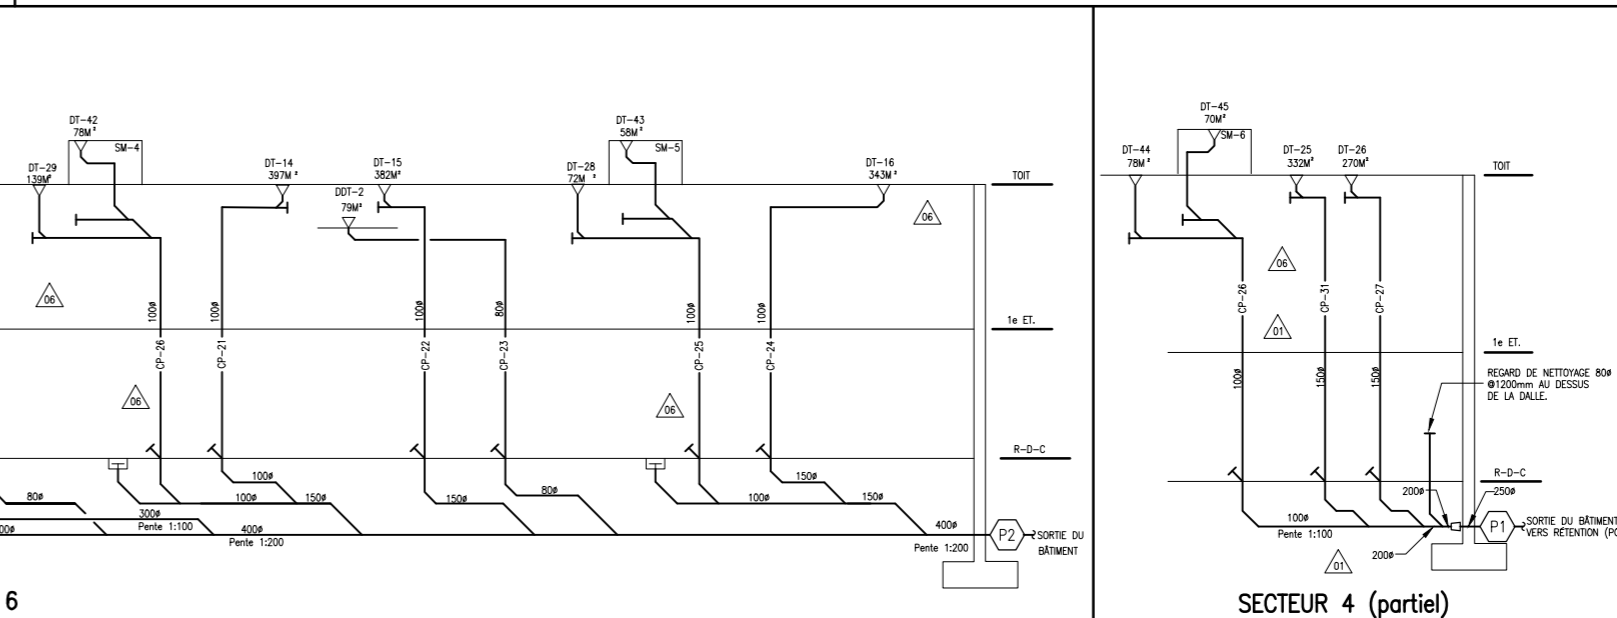 DT-42
78M²
SM-4
DT-29
139M²
DT-14
397M²
DT-15
382M²
DDT-2
79M²
DT-43
58M²
SM-5
DT-28
72M²
DT-16
343M²
TOIT
06
06
100ø
100ø
100ø
80ø
100ø
100ø
1e ET.
CP-26
CP-21
CP-22
CP-23
CP-25
CP-24
06
06
R-D-C
80ø
100ø
100ø
150ø
300ø
Pente 1:100
400ø
Pente 1:200
150ø
80ø
100ø
150ø
150ø
400ø
Pente 1:200
P2
SORTIE DU
BÂTIMENT
6
DT-45
70M²
SM-6
DT-44
78M²
DT-25
332M²
DT-26
270M²
TOIT
06
CP-26
CP-31
CP-27
01
1e ET.
100ø
150ø
150ø
REGARD DE NETTOYAGE 80ø
@1200mm AU DESSUS
DE LA DALLE.
R-D-C
200ø
250ø
100ø
Pente 1:100
200ø
P1
SORTIE DU BÂTIMENT
VERS RÉTENTION
01
SECTEUR 4 (partiel)